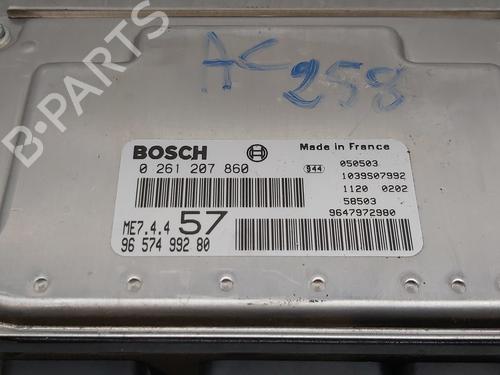 B-PARTS
AC
258
BOSCH
Made in France
0 261 207 860
944
050503
1039S07992
1120 0202
58503
9647972980
ME7.4.4 57
96 574 992 80